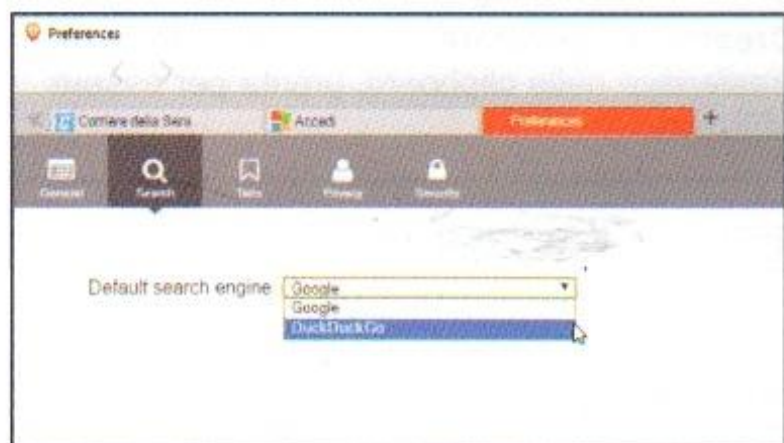 Preferences
Corriere della Sera
Accedi
Preferences
+
General
Search
Tabs
Privacy
Security
Default search engine
Google
Google
DuckDuckGo